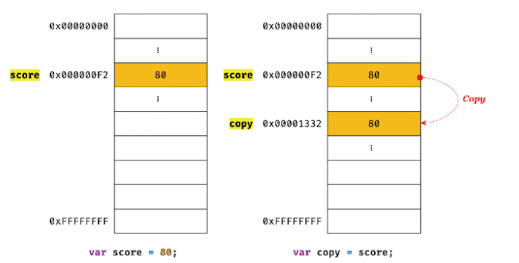 0x00000000
⋮
score 0x000000F2 80
⋮
0xFFFFFFFF
var score = 80;
0x00000000
⋮
score 0x000000F2 80
⋮
Copy
copy 0x00001332 80
⋮
0xFFFFFFFF
var copy = score;